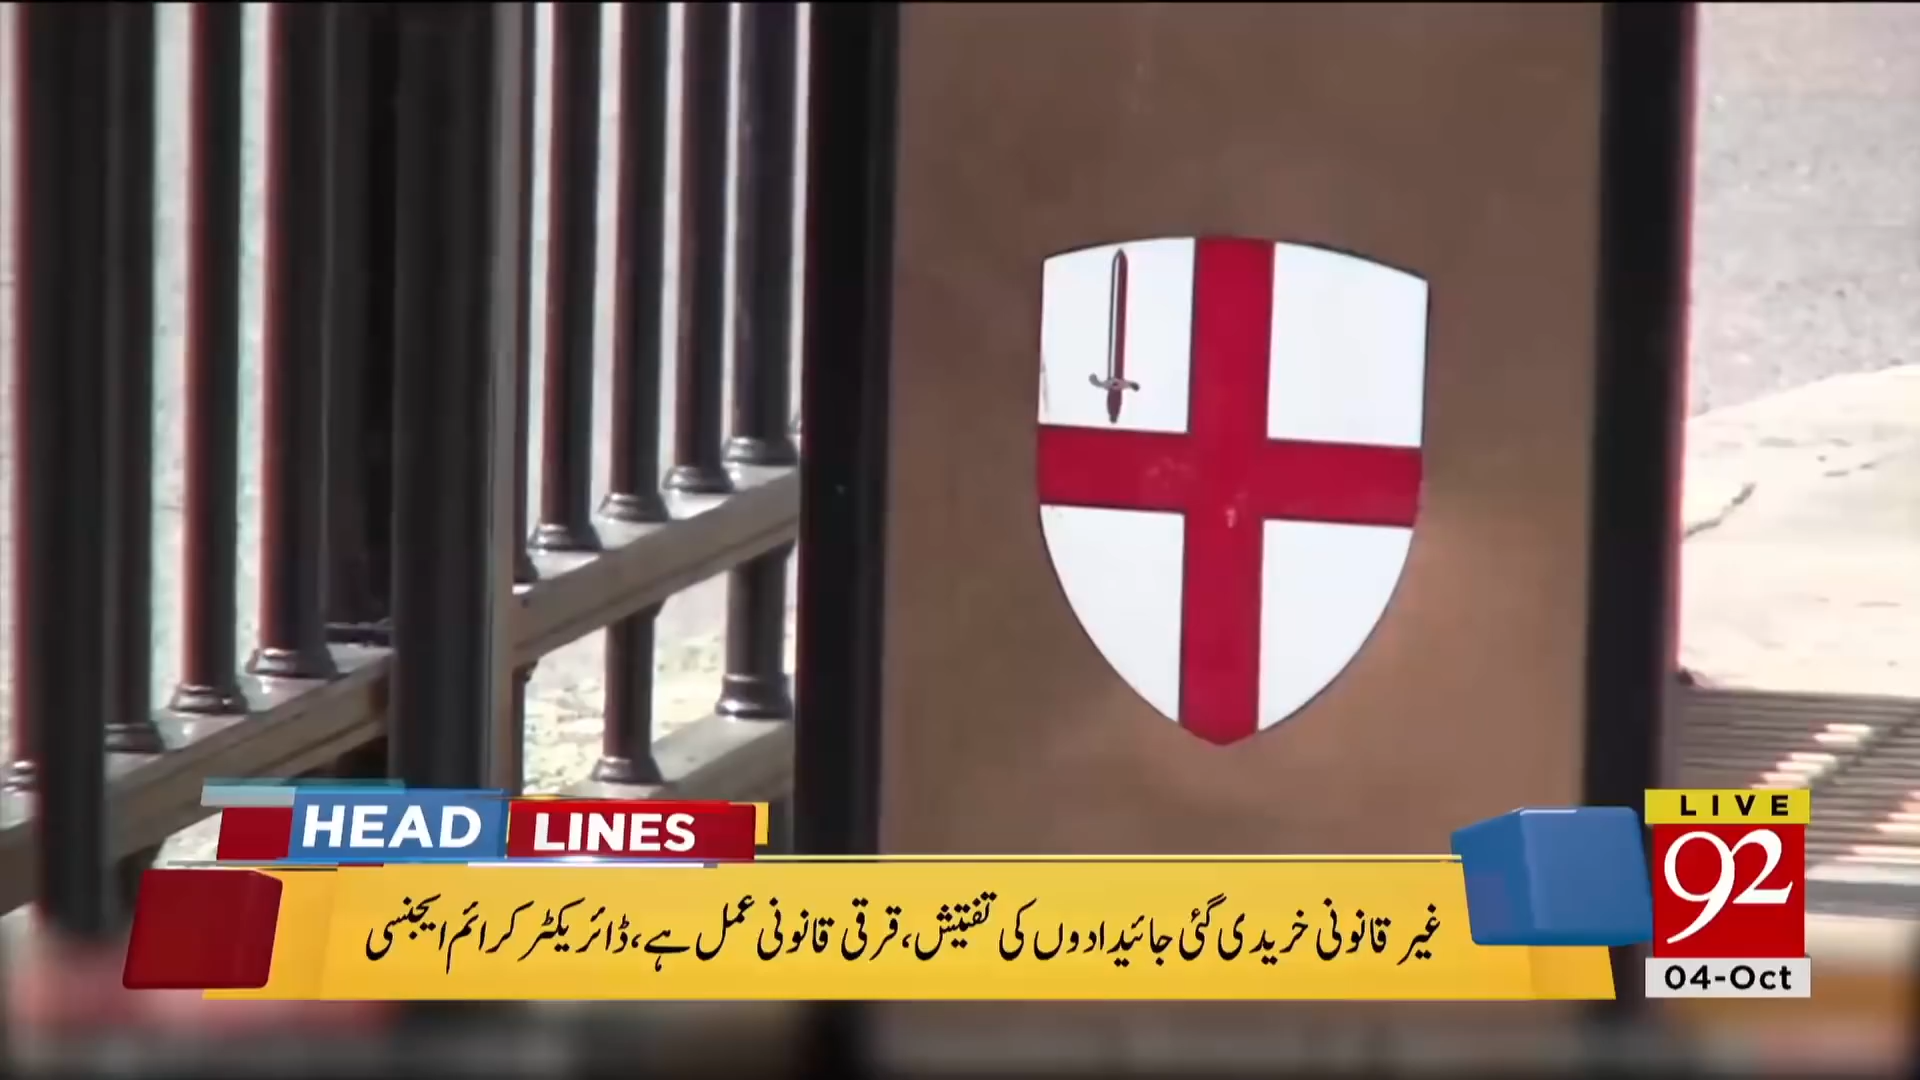 HEAD LINES
LIVE
92
غیر قانونی خریدی گئی جائیدادوں کی تفتیش، قرقی قانونی عمل ہے، ڈائریکٹر کرائم ایجنسی
04-Oct